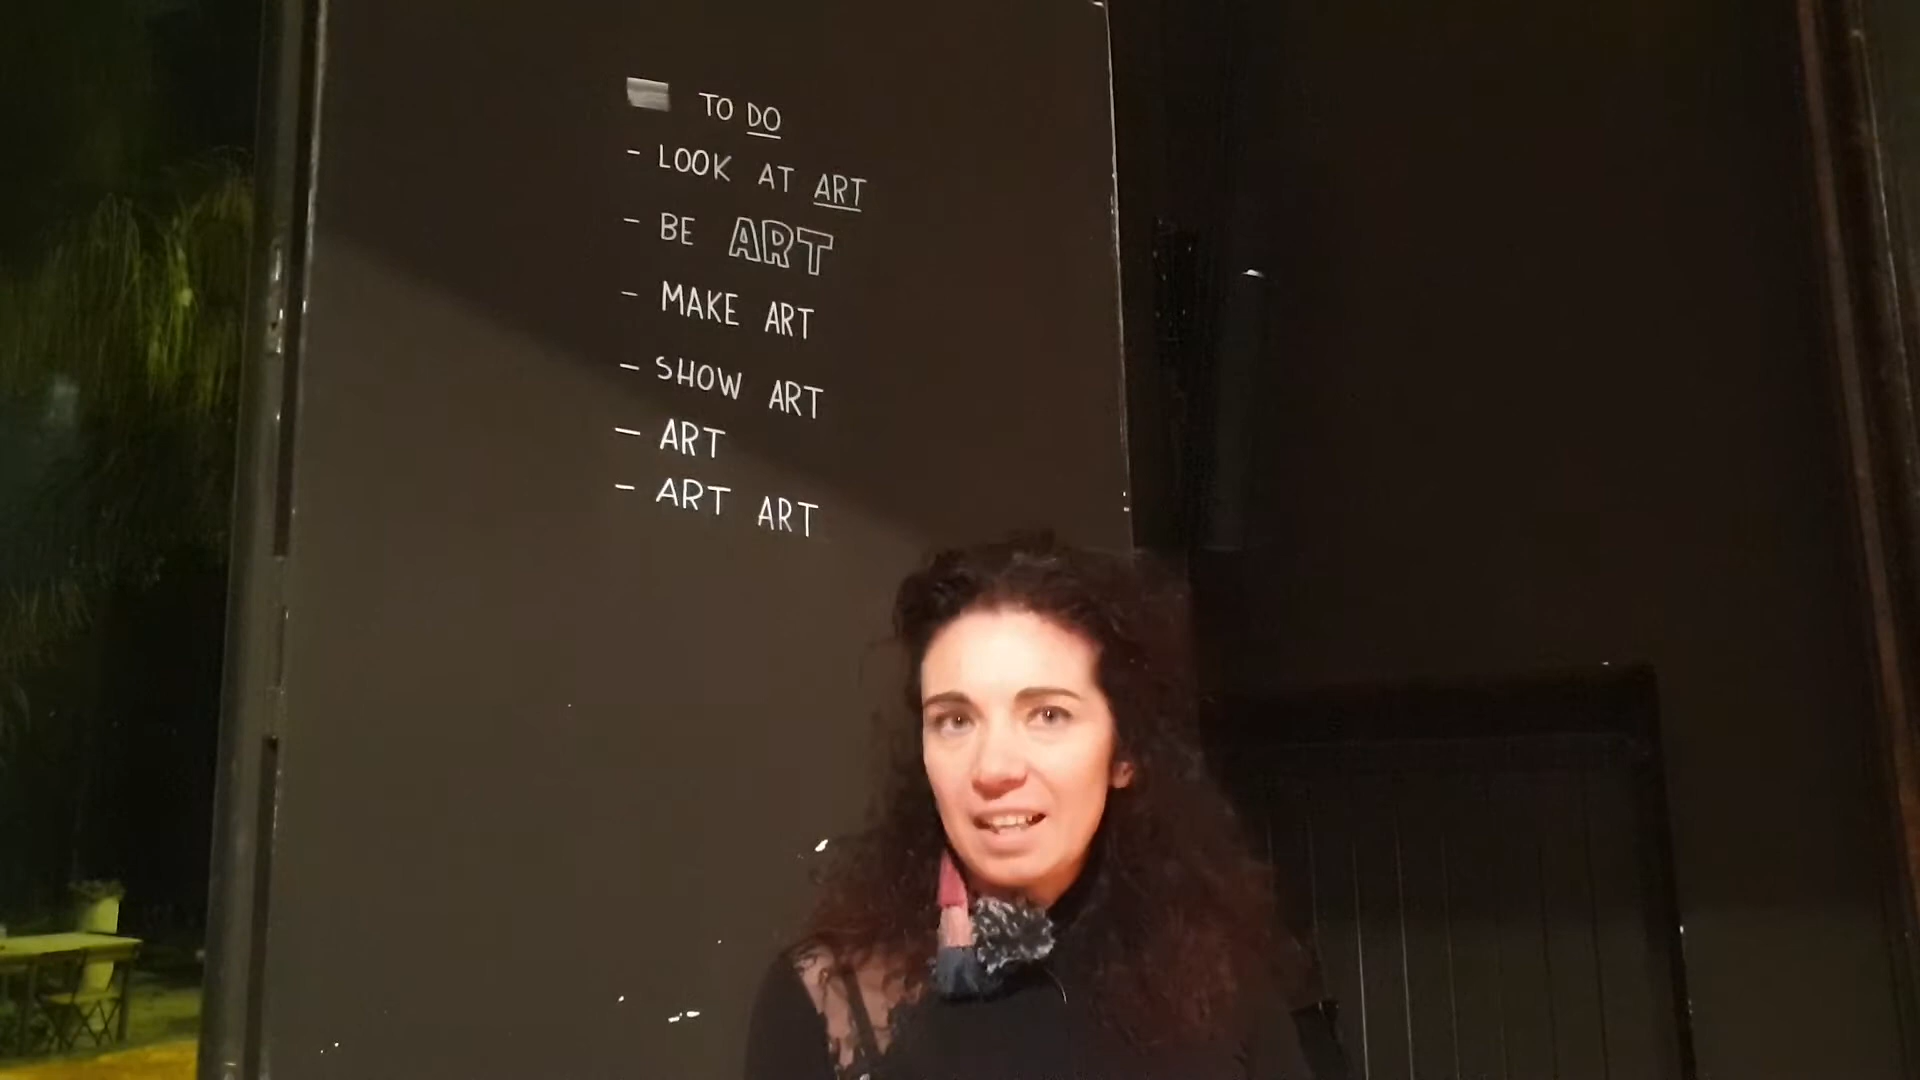 TO DO
- LOOK AT ART
- BE ART
- MAKE ART
- SHOW ART
- ART
- ART ART